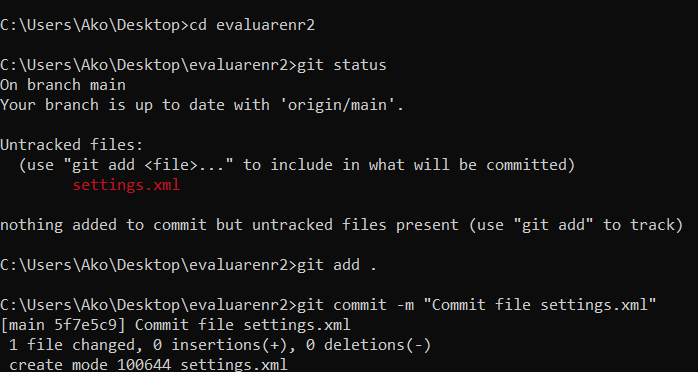 C:\Users\Ako\Desktop>cd evaluarenr2
C:\Users\Ako\Desktop\evaluarenr2>git status
On branch main
Your branch is up to date with 'origin/main'.
Untracked files:
  (use "git add <file>..." to include in what will be committed)
        settings.xml
nothing added to commit but untracked files present (use "git add" to track)
C:\Users\Ako\Desktop\evaluarenr2>git add .
C:\Users\Ako\Desktop\evaluarenr2>git commit -m "Commit file settings.xml"
[main 5f7e5c9] Commit file settings.xml
 1 file changed, 0 insertions(+), 0 deletions(-)
 create mode 100644 settings.xml